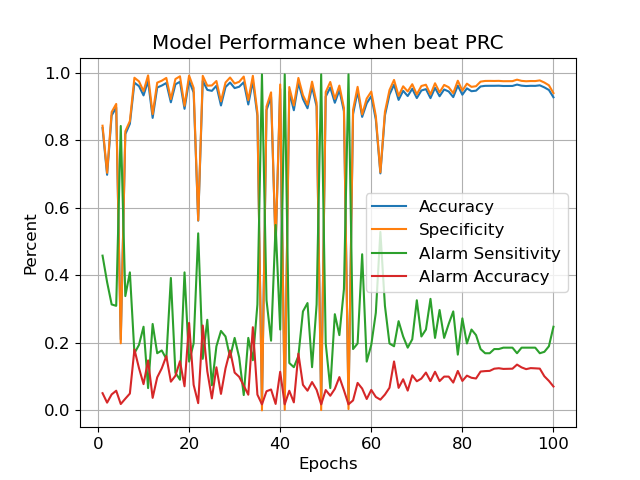 Model Performance when beat PRC
1.0
0.8
0.6
0.4
0.2
0.0
Percent
Accuracy
Specificity
Alarm Sensitivity
Alarm Accuracy
0 20 40 60 80 100
Epochs